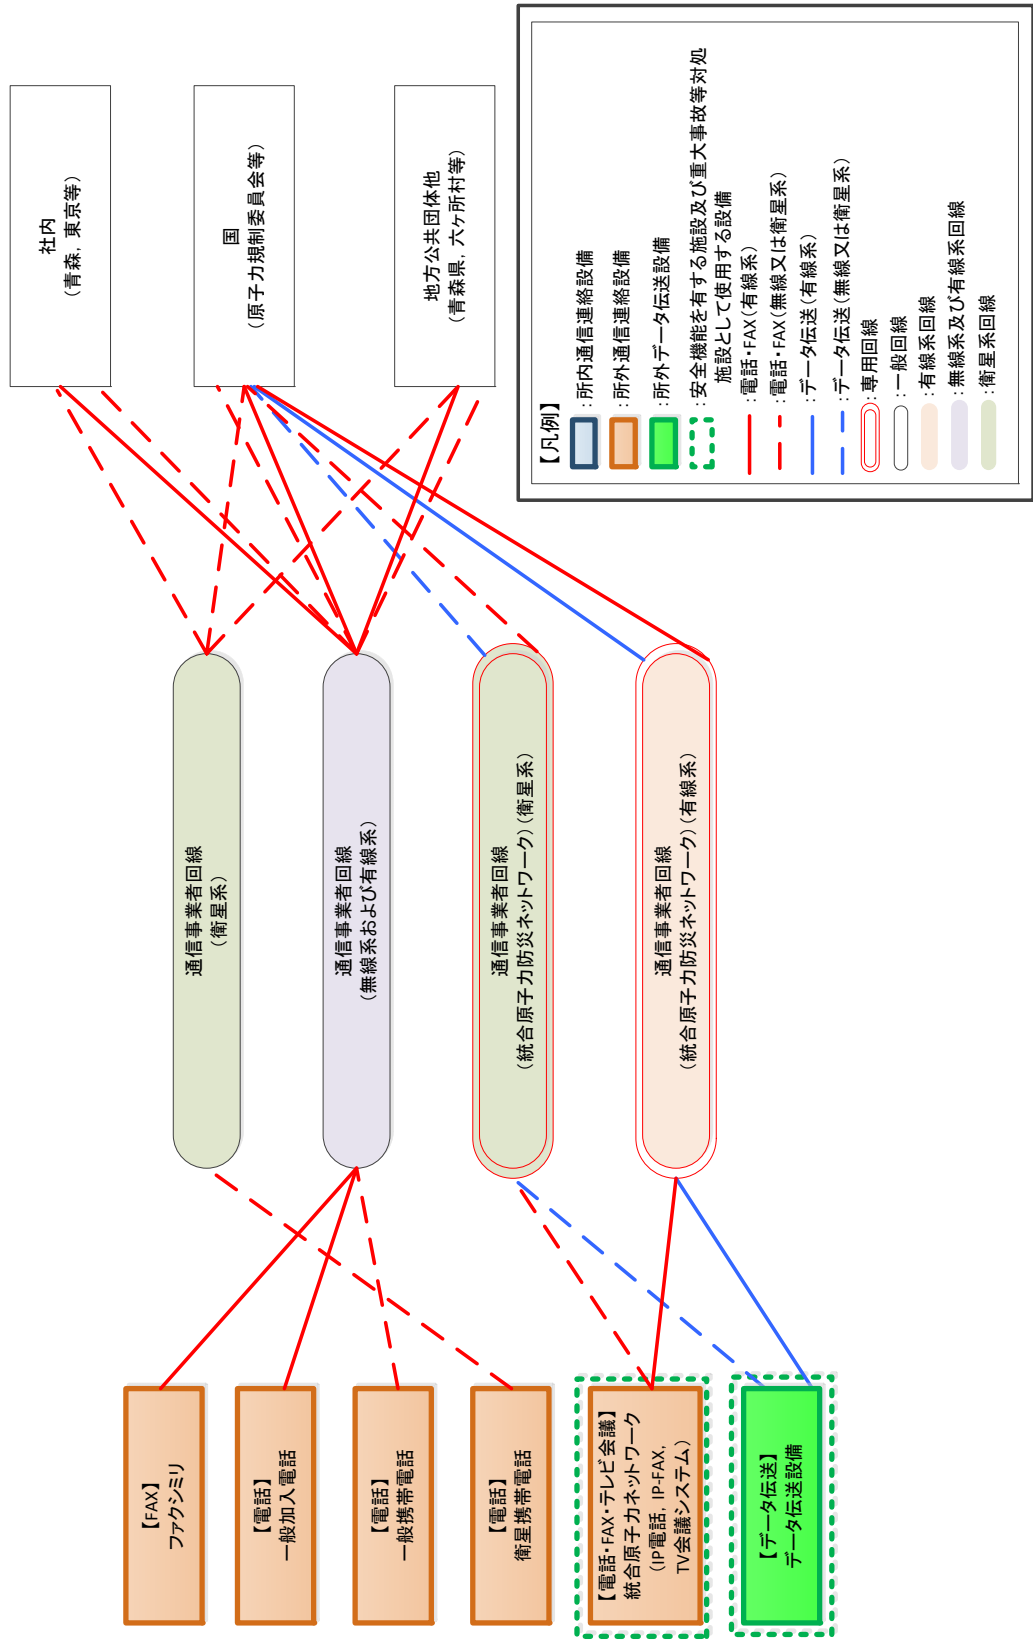 【FAX】
ファクシミリ
【電話】
一般加入電話
【電話】
一般携帯電話
【電話】
衛星携帯電話
【電話・FAX・テレビ会議】
統合原子力ネットワーク
（IP電話，IP-FAX，
TV会議システム）
【データ伝送】
データ伝送設備
通信事業者回線
（衛星系）
通信事業者回線
（無線系および有線系）
通信事業者回線
（統合原子力防災ネットワーク）（衛星系）
通信事業者回線
（統合原子力防災ネットワーク）（有線系）
社内
（青森，東京等）
国
（原子力規制委員会等）
地方公共団体他
（青森県，六ヶ所村等）
【凡例】
：所内通信連絡設備
：所外通信連絡設備
：所外データ伝送設備
：安全機能を有する施設及び重大事故等対処
施設として使用する設備
：電話・FAX（有線系）
：電話・FAX（無線又は衛星系）
：データ伝送（有線系）
：データ伝送（無線又は衛星系）
：専用回線
：一般回線
：有線系回線
：無線系及び有線系回線
：衛星系回線